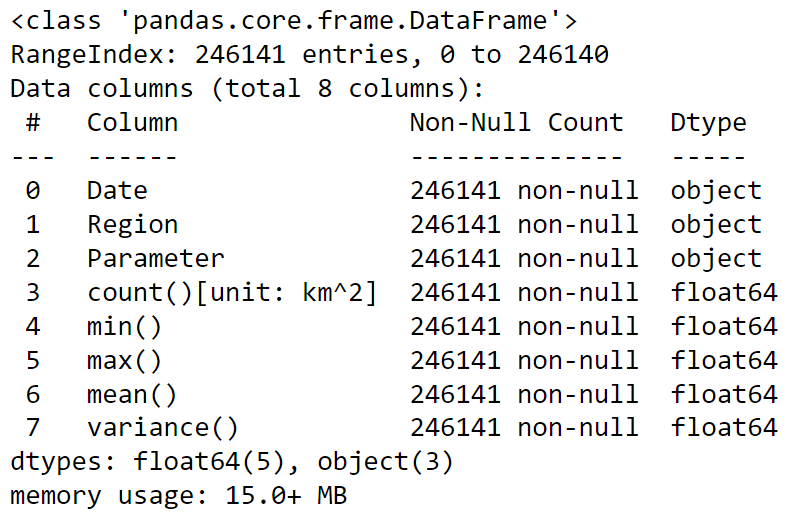 <class 'pandas.core.frame.DataFrame'>
RangeIndex: 246141 entries, 0 to 246140
Data columns (total 8 columns):
 #   Column               Non-Null Count   Dtype
---  ------               --------------   -----
 0   Date                 246141 non-null  object
 1   Region               246141 non-null  object
 2   Parameter            246141 non-null  object
 3   count()[unit: km^2]  246141 non-null  float64
 4   min()                246141 non-null  float64
 5   max()                246141 non-null  float64
 6   mean()               246141 non-null  float64
 7   variance()           246141 non-null  float64
dtypes: float64(5), object(3)
memory usage: 15.0+ MB